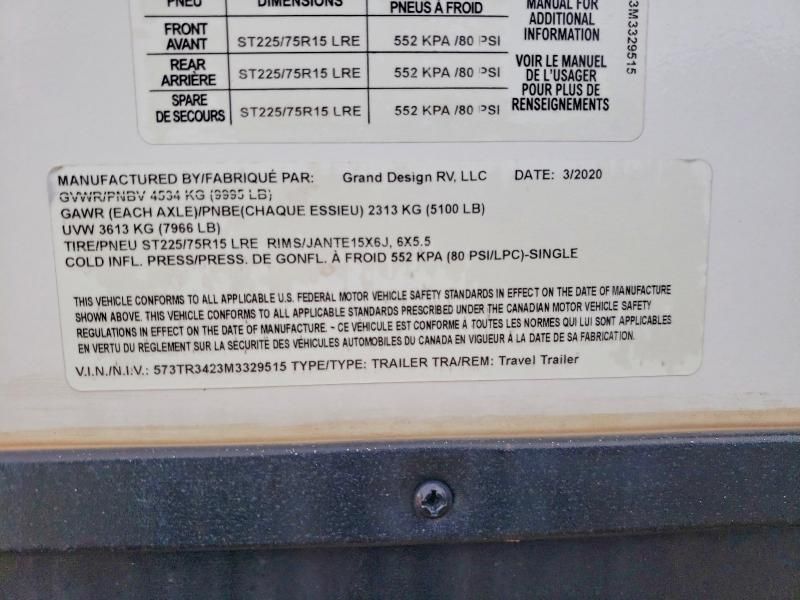 PNEU DIMENSIONS PNEUS À FROID
MANUAL FOR
ADDITIONAL
INFORMATION
FRONT
AVANT ST225/75R15 LRE 552 KPA /80 PSI
REAR
ARRIÈRE ST225/75R15 LRE 552 KPA /80 PSI
SPARE
DE SECOURS ST225/75R15 LRE 552 KPA /80 PSI
VOIR LE MANUEL
DE L'USAGER
POUR PLUS DE
RENSEIGNEMENTS
3M3329515
MANUFACTURED BY/FABRIQUÉ PAR: Grand Design RV, LLC DATE: 3/2020
GVWR/PNBV 4534 KG (9995 LB)
GAWR (EACH AXLE)/PNBE(CHAQUE ESSIEU) 2313 KG (5100 LB)
UVW 3613 KG (7966 LB)
TIRE/PNEU ST225/75R15 LRE RIMS/JANTE15X6J, 6X5.5
COLD INFL. PRESS/PRESS. DE GONFL. À FROID 552 KPA (80 PSI/LPC)-SINGLE
THIS VEHICLE CONFORMS TO ALL APPLICABLE U.S. FEDERAL MOTOR VEHICLE SAFETY STANDARDS IN EFFECT ON THE DATE OF MANUFACTURE
SHOWN ABOVE. THIS VEHICLE CONFORMS TO ALL APPLICABLE STANDARDS PRESCRIBED UNDER THE CANADIAN MOTOR VEHICLE SAFETY
REGULATIONS IN EFFECT ON THE DATE OF MANUFACTURE. - CE VÉHICULE EST CONFORME À TOUTES LES NORMES QUI LUI SONT APPLICABLES
EN VERTU DU RÈGLEMENT SUR LA SÉCURITÉ DES VÉHICULES AUTOMOBILES DU CANADA EN VIGUEUR À LA DATE DE SA FABRICATION.
V.I.N./N.I.V.: 573TR3423M3329515 TYPE/TYPE: TRAILER TRA/REM: Travel Trailer